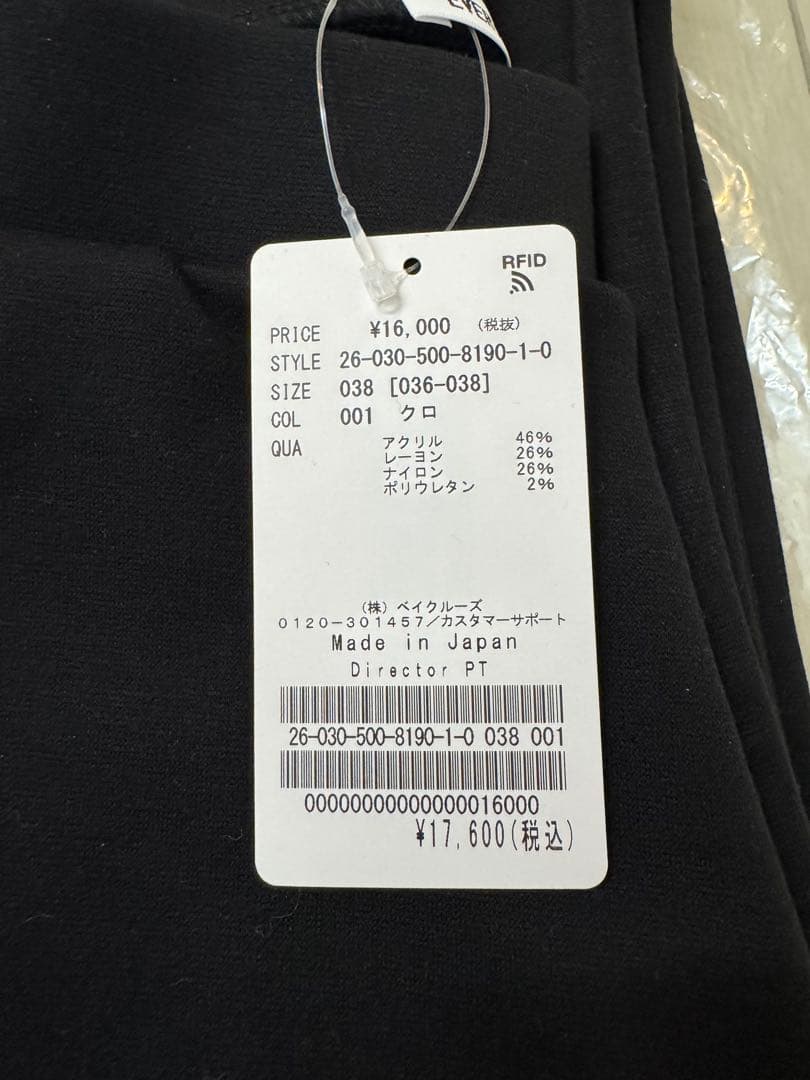 RFID
PRICE ¥16,000 (税抜)
STYLE 26-030-500-8190-1-0
SIZE 038 [036-038]
COL 001 クロ
QUA アクリル 46%
レーヨン 26%
ナイロン 26%
ポリウレタン 2%
(株) ベイクルーズ
0120-301457/カスタマーサポート
Made in Japan
Director PT
26-030-500-8190-1-0 038 001
00000000000000016000
¥17,600(税込)